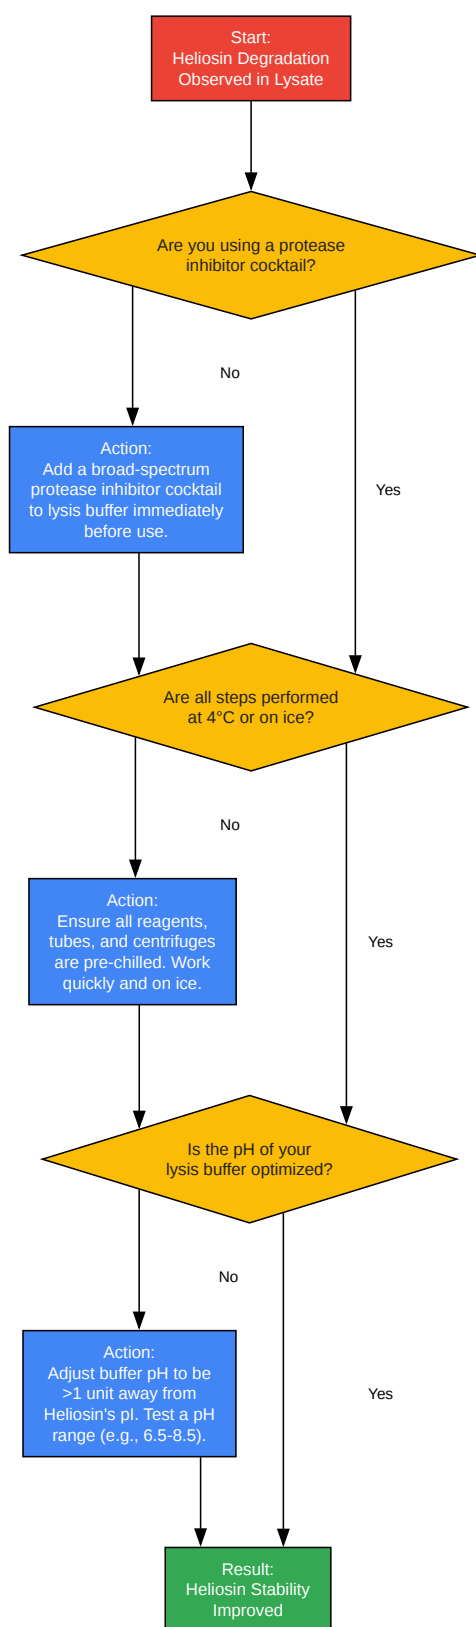 Start:
Heliosin Degradation
Observed in Lysate
Are you using a protease
inhibitor cocktail?
No
Action:
Add a broad-spectrum
protease inhibitor cocktail
to lysis buffer immediately
before use.
Yes
Are all steps performed
at 4°C or on ice?
No
Action:
Ensure all reagents,
tubes, and centrifuges
are pre-chilled. Work
quickly and on ice.
Yes
Is the pH of your
lysis buffer optimized?
No
Action:
Adjust buffer pH to be
>1 unit away from
Heliosin's pI. Test a pH
range (e.g., 6.5-8.5).
Yes
Result:
Heliosin Stability
Improved